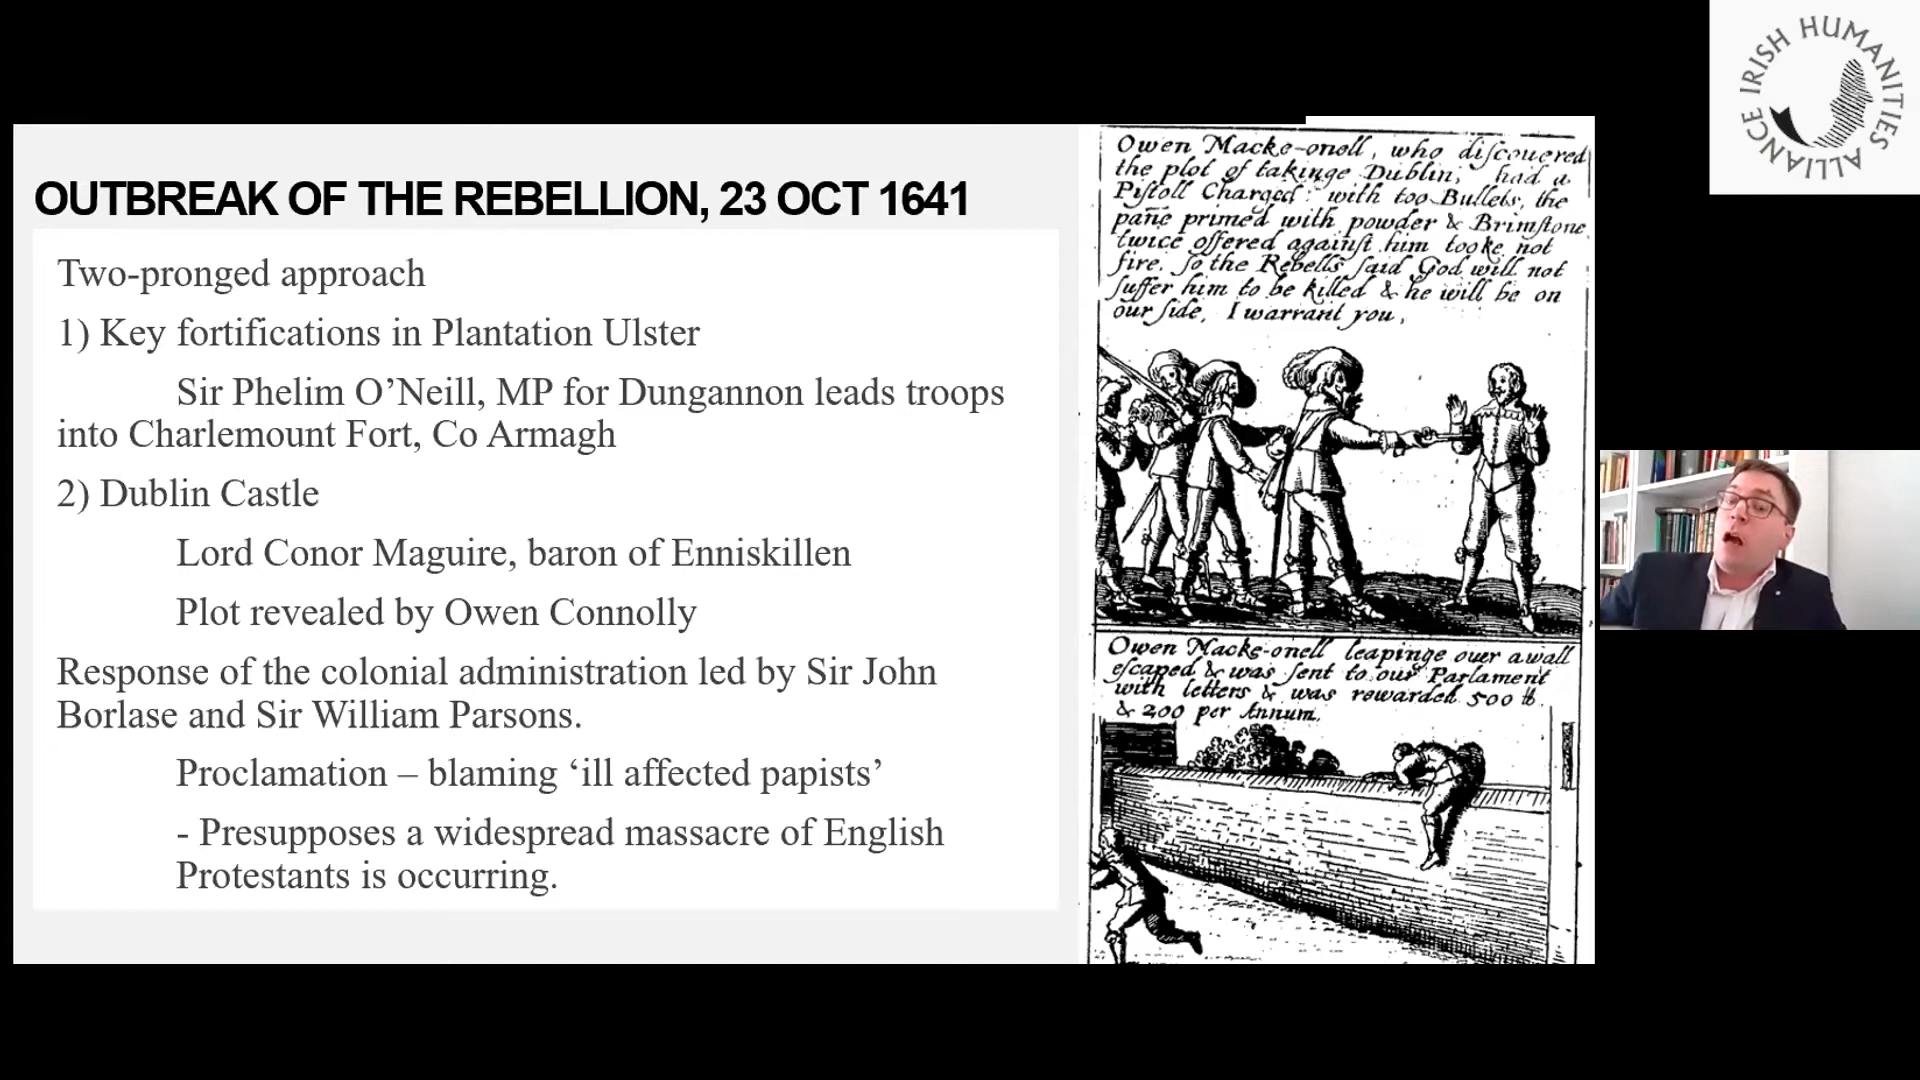 OUTBREAK OF THE REBELLION, 23 OCT 1641
Two-pronged approach
1) Key fortifications in Plantation Ulster
Sir Phelim O’Neill, MP for Dungannon leads troops
into Charlemount Fort, Co Armagh
2) Dublin Castle
Lord Conor Maguire, baron of Enniskillen
Plot revealed by Owen Connolly
Response of the colonial administration led by Sir John
Borlase and Sir William Parsons.
Proclamation – blaming ‘ill affected papists’
- Presupposes a widespread massacre of English
Protestants is occurring.
Owen Macke-onell, who diſcouered
the plot of takinge Dublin, had a
Piſtoll Charged: with too Bullets, the
pane primed with powder & Brimſtone
twice offered againſt him tooke not
fire. ſo the Rebells ſaid God will not
ſuffer him to be killed & he will be on
our ſide, I warrant you.
Owen Macke-onell leapinge ouer a wall
eſcaped & was ſent to our Parlament
with letters & was rewarded 500 lb
& 200 per Annum.
IRISH HUMANITIES ALLIANCE